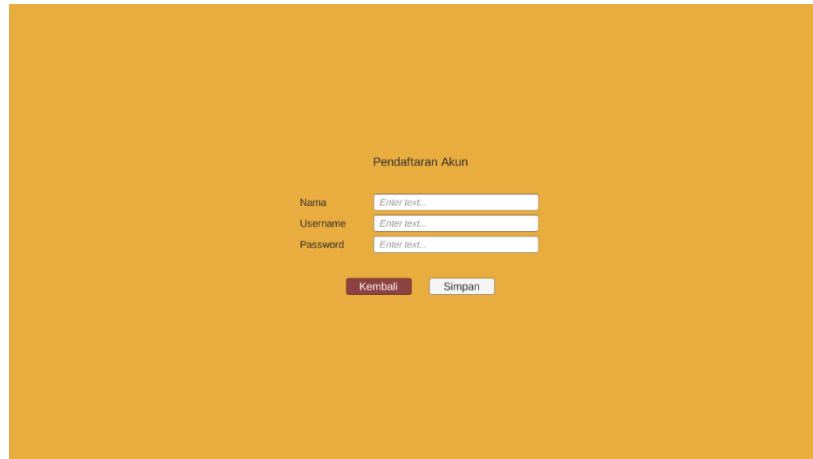 Pendaftaran Akun
Nama Enter text...
Username Enter text...
Password Enter text...
Kembali Simpan